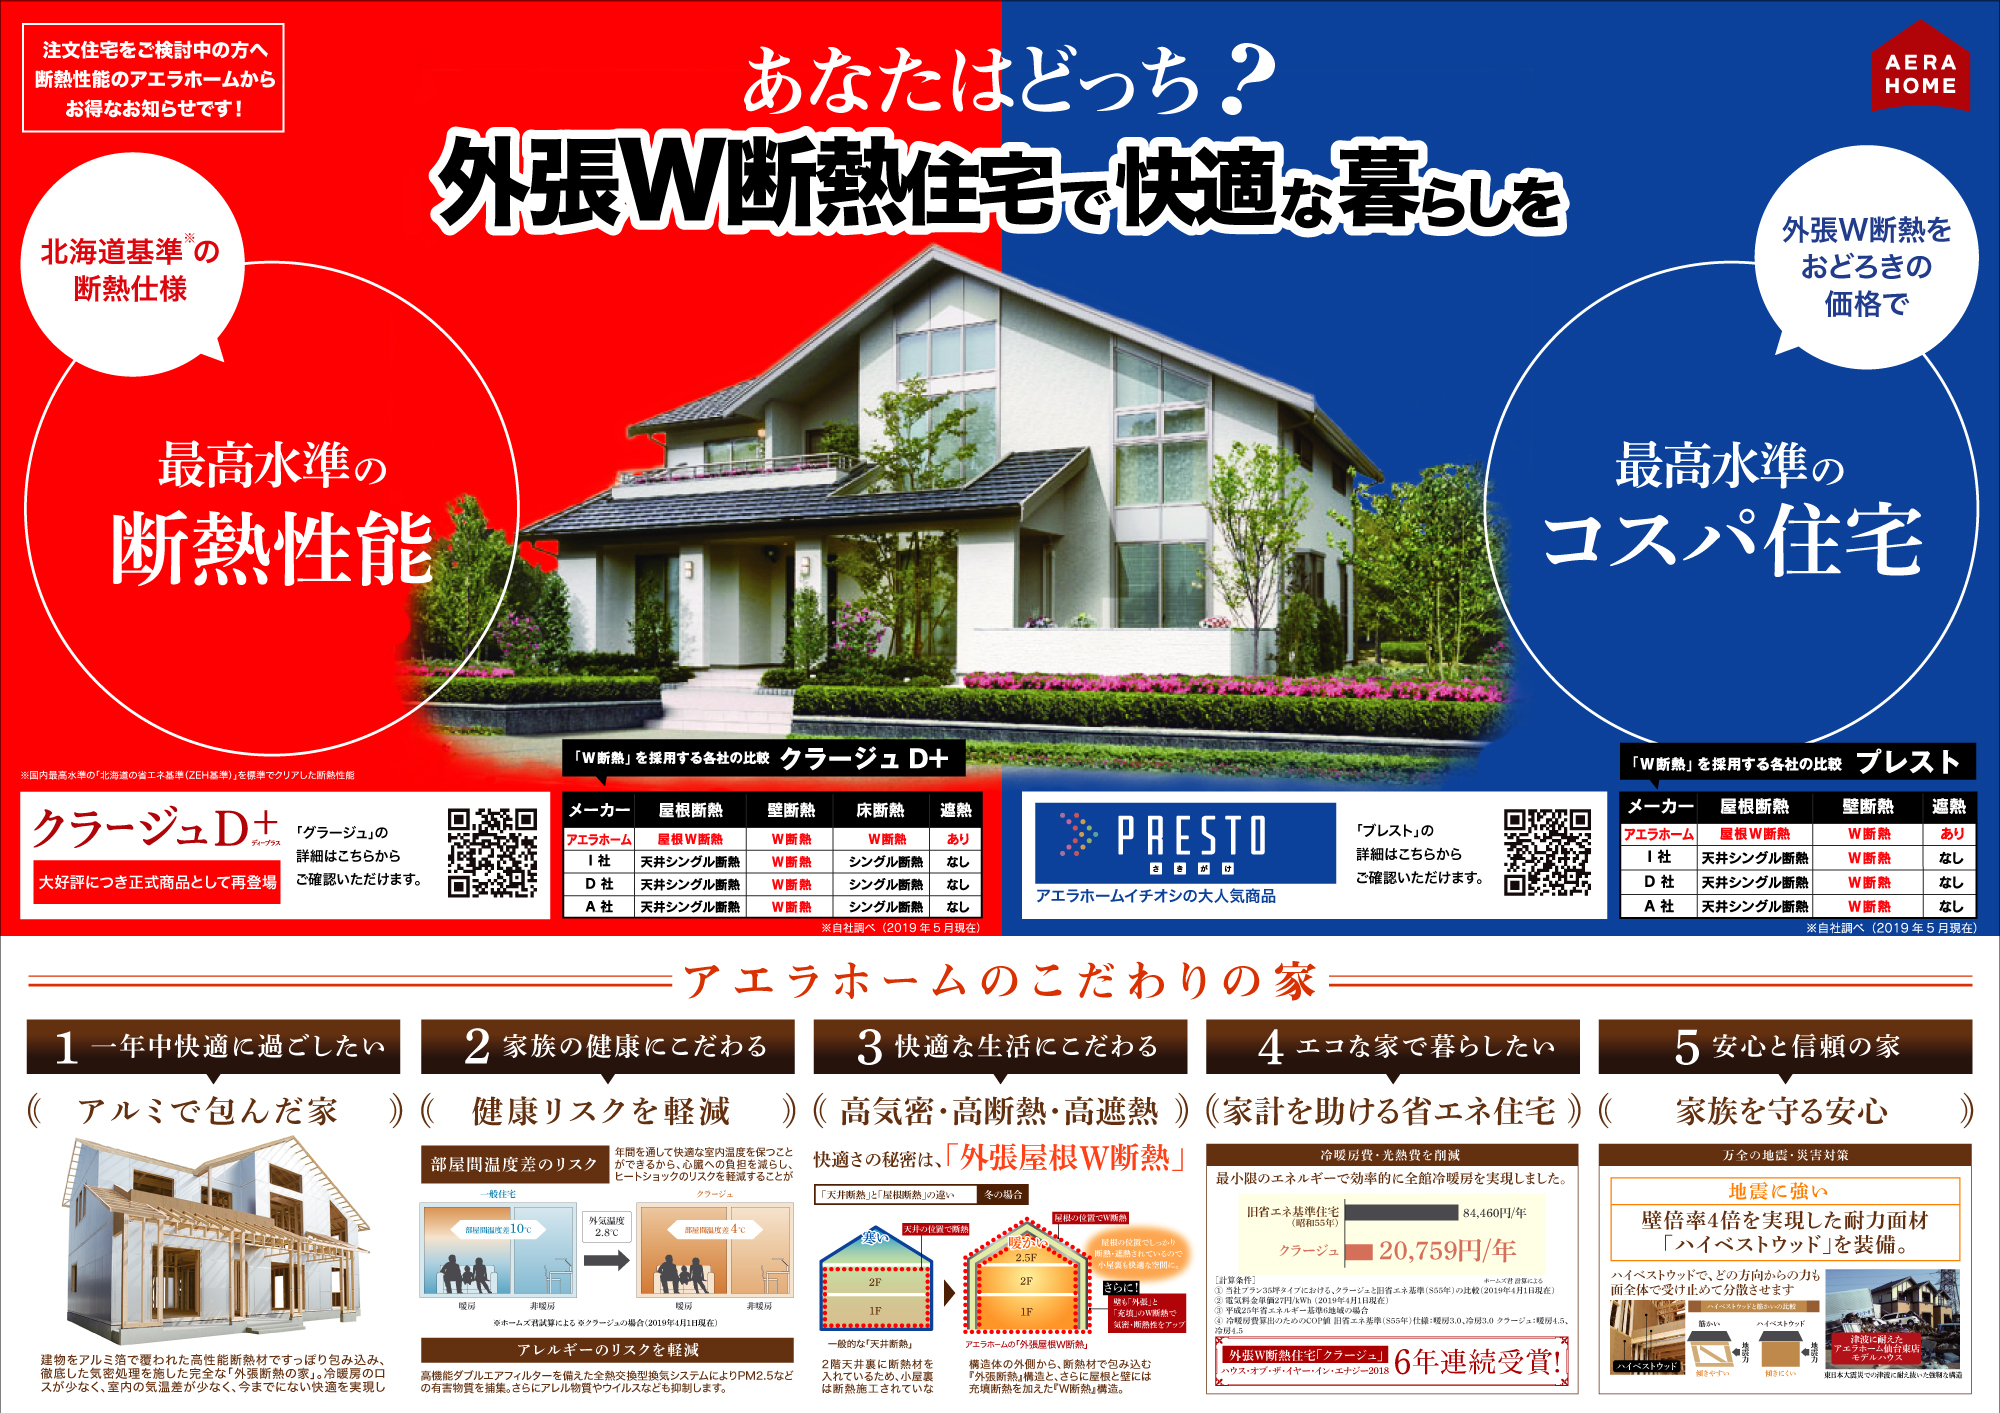 注文住宅をご検討中の方へ
断熱性能のアエラホームから
お得なお知らせです！
あなたはどっち？
外張W断熱住宅で快適な暮らしを
AERA
HOME
北海道基準※の
断熱仕様
最高水準の
断熱性能
外張W断熱を
おどろきの
価格で
最高水準の
コスパ住宅
※国内最高水準の「北海道の省エネ基準（ZEH基準）」を標準でクリアした断熱性能
クラージュD+
ディープラス
大好評につき正式商品として再登場
「グラージュ」の
詳細はこちらから
ご確認いただけます。
「W断熱」を採用する各社の比較 クラージュ D+
メーカー 屋根断熱 壁断熱 床断熱 遮熱
アエラホーム 屋根W断熱 W断熱 W断熱 あり
I 社 天井シングル断熱 W断熱 シングル断熱 なし
D 社 天井シングル断熱 W断熱 シングル断熱 なし
A 社 天井シングル断熱 W断熱 シングル断熱 なし
※自社調べ（2019年5月現在）
PRESTO
さきがけ
アエラホームイチオシの大人気商品
「プレスト」の
詳細はこちらから
ご確認いただけます。
「W断熱」を採用する各社の比較 プレスト
メーカー 屋根断熱 壁断熱 遮熱
アエラホーム 屋根W断熱 W断熱 あり
I 社 天井シングル断熱 W断熱 なし
D 社 天井シングル断熱 W断熱 なし
A 社 天井シングル断熱 W断熱 なし
※自社調べ（2019年5月現在）
アエラホームのこだわりの家
1 一年中快適に過ごしたい
アルミで包んだ家
建物をアルミ箔で覆われた高性能断熱材ですっぽり包み込み、
徹底した気密処理を施した完全な「外張断熱の家」。冷暖房のロ
スが少なく、室内の気温差が少なく、今までにない快適を実現し
2 家族の健康にこだわる
健康リスクを軽減
部屋間温度差のリスク
年間を通して快適な室内温度を保つこと
ができるから、心臓への負担を減らし、
ヒートショックのリスクを軽減することが
一般住宅
部屋間温度差10℃
暖房 非暖房
外気温度
2.8℃
クラージュ
部屋間温度差4℃
暖房 非暖房
※ホームズ君試算による ※クラージュの場合（2019年4月1日現在）
アレルギーのリスクを軽減
高機能ダブルエアフィルターを備えた全熱交換型換気システムによりPM2.5など
の有害物質を捕集。さらにアレル物質やウイルスなども抑制します。
3 快適な生活にこだわる
高気密・高断熱・高遮熱
快適さの秘密は、「外張屋根W断熱」
「天井断熱」と「屋根断熱」の違い 冬の場合
天井の位置で断熱
寒い
2F
1F
一般的な「天井断熱」
2階天井裏に断熱材を
入れているため、小屋裏
は断熱施工されていな
屋根の位置でW断熱
暖かい
2.5F
2F
1F
屋根の位置でしっかり
断熱・遮熱されているので
小屋裏も快適な空間に。
さらに！
壁も「外張」と
「充填」のW断熱で
気密・断熱性をアップ
アエラホームの「外張屋根W断熱」
構造体の外側から、断熱材で包み込む
『外張断熱』構造と、さらに屋根と壁には
充填断熱を加えた『W断熱』構造。
4 エコな家で暮らしたい
家計を助ける省エネ住宅
冷暖房費・光熱費を削減
最小限のエネルギーで効率的に全館冷暖房を実現しました。
旧省エネ基準住宅
（昭和55年）
84,460円/年
クラージュ
20,759円/年
ホームズ君 試算による
［計算条件］
① 当社プラン35坪タイプにおける、クラージュと旧省エネ基準（S55年）の比較（2019年4月1日現在）
② 電気料金単価27円/kWh（2019年4月1日現在）
③ 平成25年省エネルギー基準6地域の場合
④ 冷暖房費算出のためのCOP値 旧省エネ基準（S55年）仕様：暖房3.0、冷房3.0 クラージュ：暖房4.5、
冷房4.5
外張W断熱住宅「クラージュ」
ハウス・オブ・ザ・イヤー・イン・エナジー2018
6年連続受賞！
5 安心と信頼の家
家族を守る安心
万全の地震・災害対策
地震に強い
壁倍率4倍を実現した耐力面材
「ハイベストウッド」を装備。
ハイベストウッドで、どの方向からの力も
面全体で受け止めて分散させます
ハイベストウッド
ハイベストウッドと筋かいの比較
筋かい ハイベストウッド
地震力
地震力
傾きやすい 傾きにくい
津波に耐えた
アエラホーム仙台東店
モデルハウス
東日本大震災での津波に耐え抜いた強靭な構造